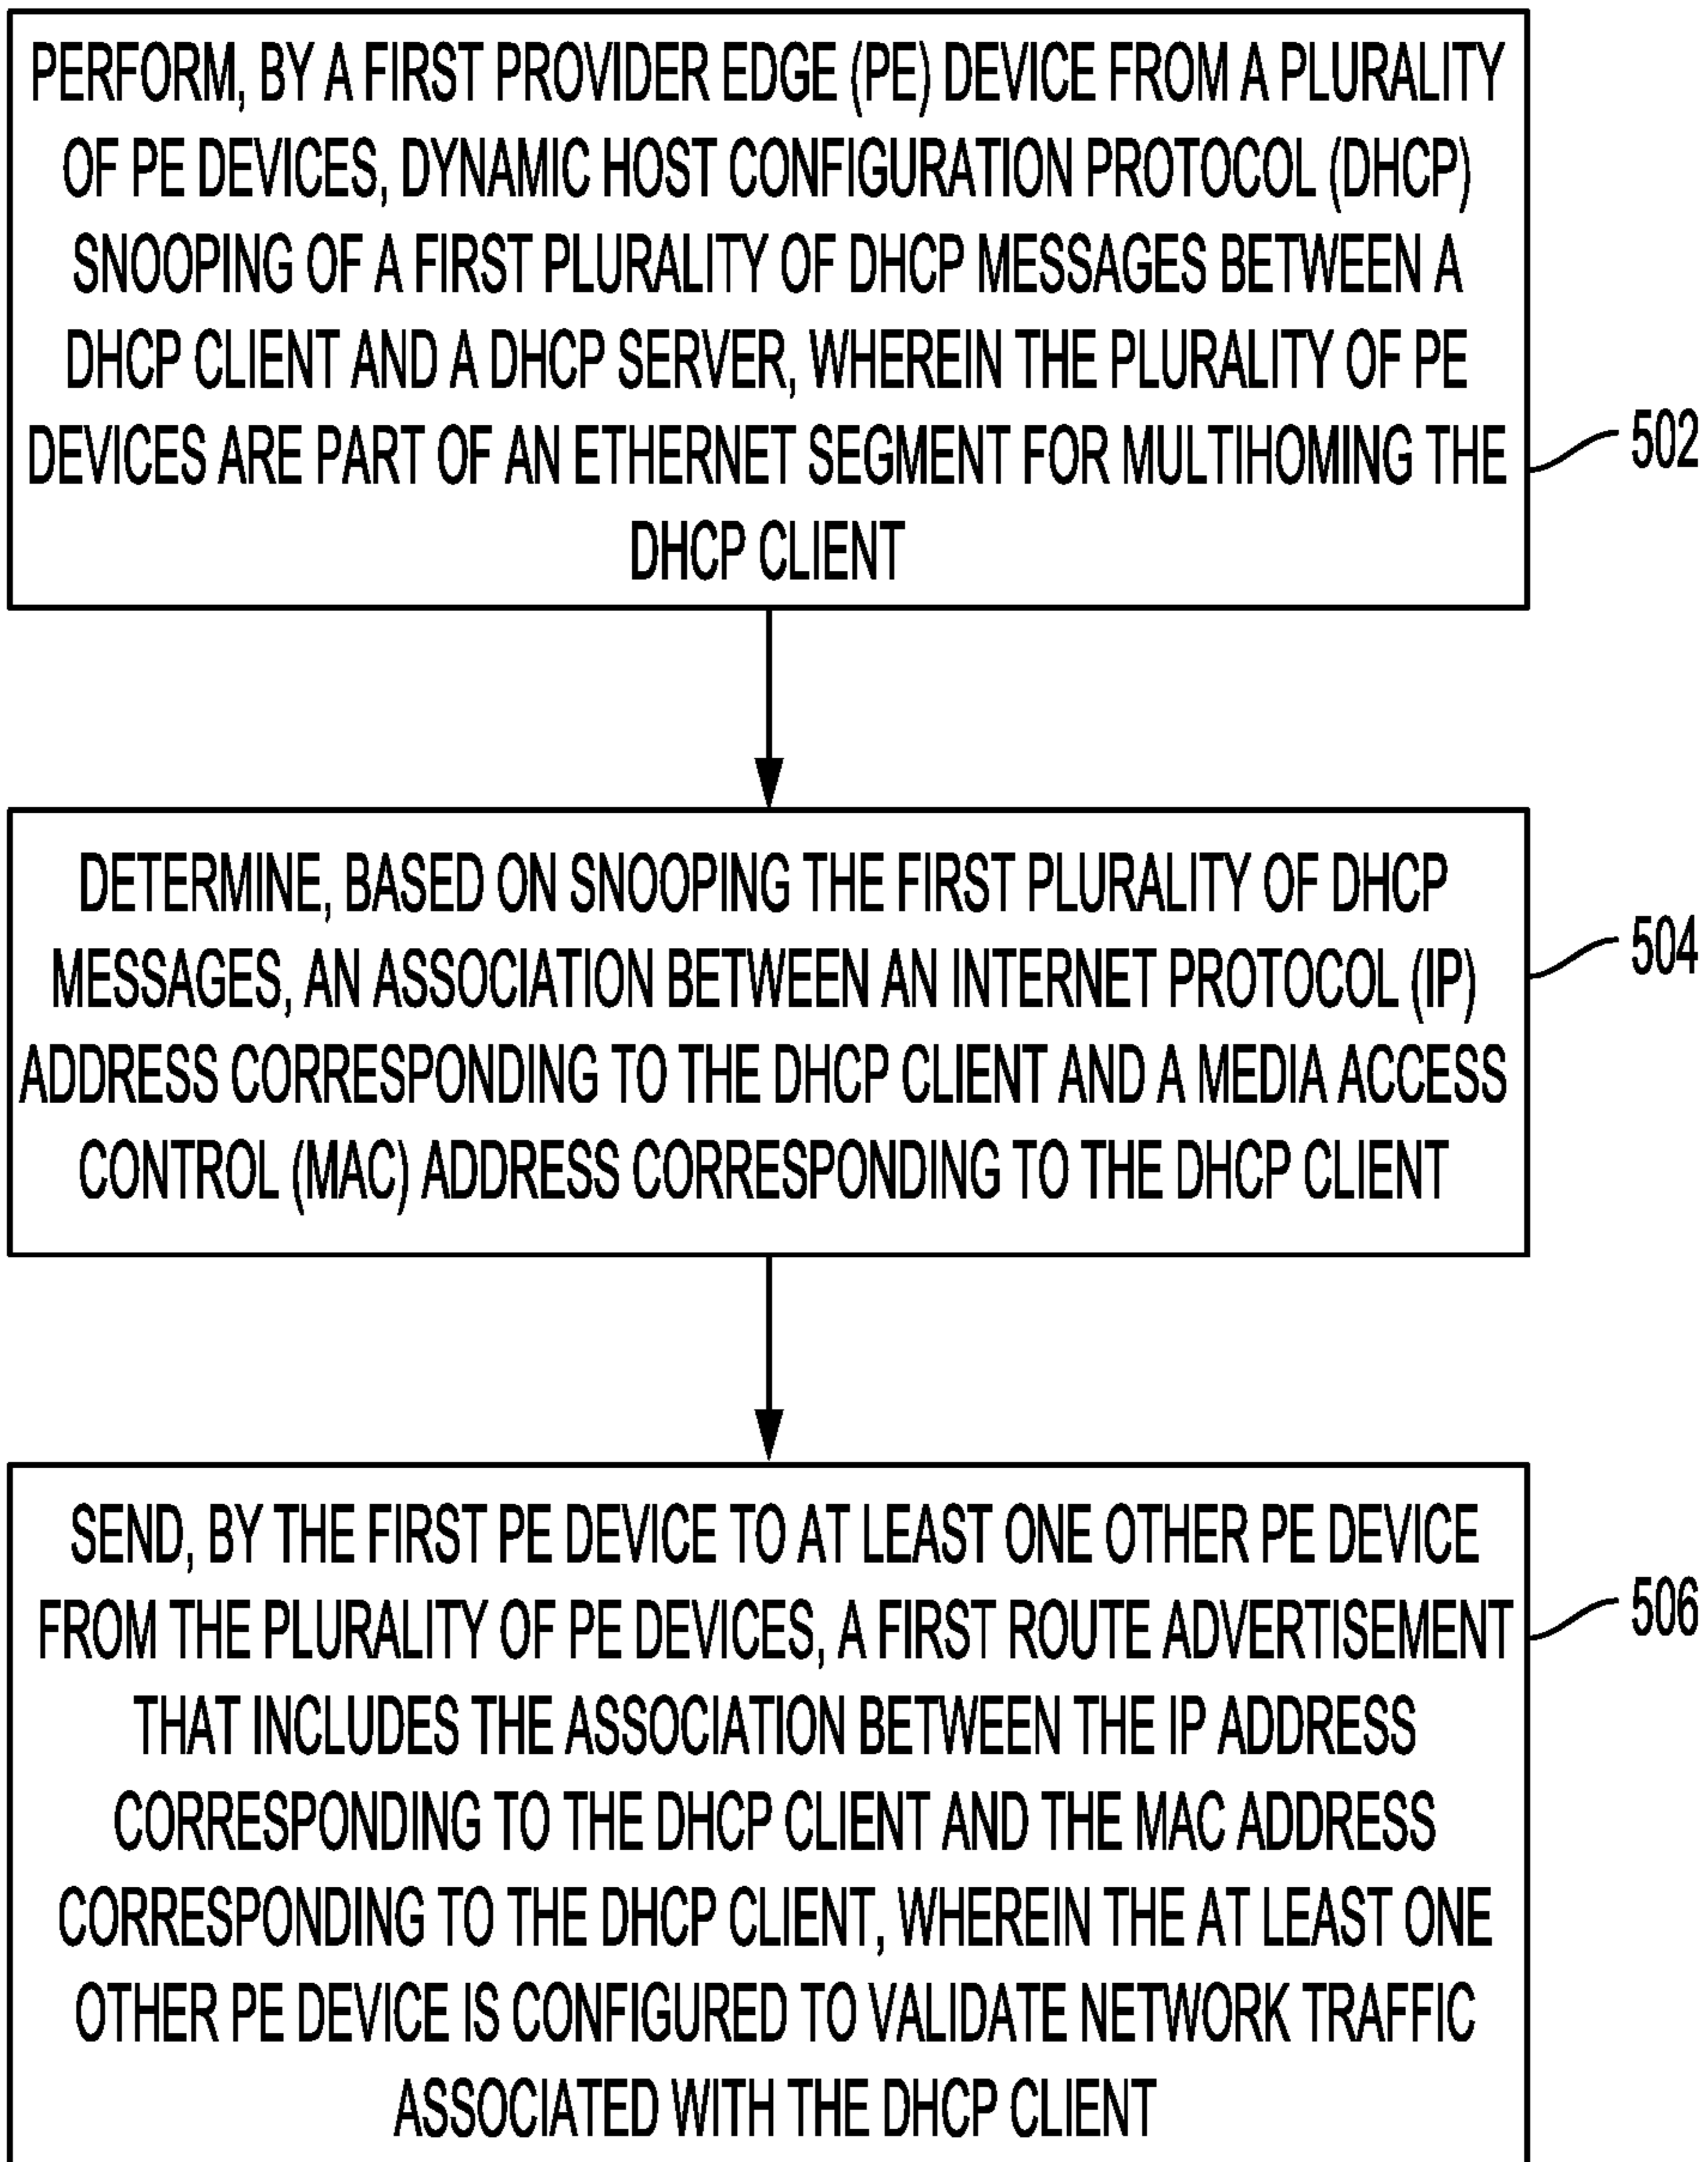 PERFORM, BY A FIRST PROVIDER EDGE (PE) DEVICE FROM A PLURALITY
OF PE DEVICES, DYNAMIC HOST CONFIGURATION PROTOCOL (DHCP)
SNOOPING OF A FIRST PLURALITY OF DHCP MESSAGES BETWEEN A
DHCP CLIENT AND A DHCP SERVER, WHEREIN THE PLURALITY OF PE
DEVICES ARE PART OF AN ETHERNET SEGMENT FOR MULTIHOMING THE
DHCP CLIENT
502
DETERMINE, BASED ON SNOOPING THE FIRST PLURALITY OF DHCP
MESSAGES, AN ASSOCIATION BETWEEN AN INTERNET PROTOCOL (IP)
ADDRESS CORRESPONDING TO THE DHCP CLIENT AND A MEDIA ACCESS
CONTROL (MAC) ADDRESS CORRESPONDING TO THE DHCP CLIENT
504
SEND, BY THE FIRST PE DEVICE TO AT LEAST ONE OTHER PE DEVICE
FROM THE PLURALITY OF PE DEVICES, A FIRST ROUTE ADVERTISEMENT
THAT INCLUDES THE ASSOCIATION BETWEEN THE IP ADDRESS
CORRESPONDING TO THE DHCP CLIENT AND THE MAC ADDRESS
CORRESPONDING TO THE DHCP CLIENT, WHEREIN THE AT LEAST ONE
OTHER PE DEVICE IS CONFIGURED TO VALIDATE NETWORK TRAFFIC
ASSOCIATED WITH THE DHCP CLIENT
506